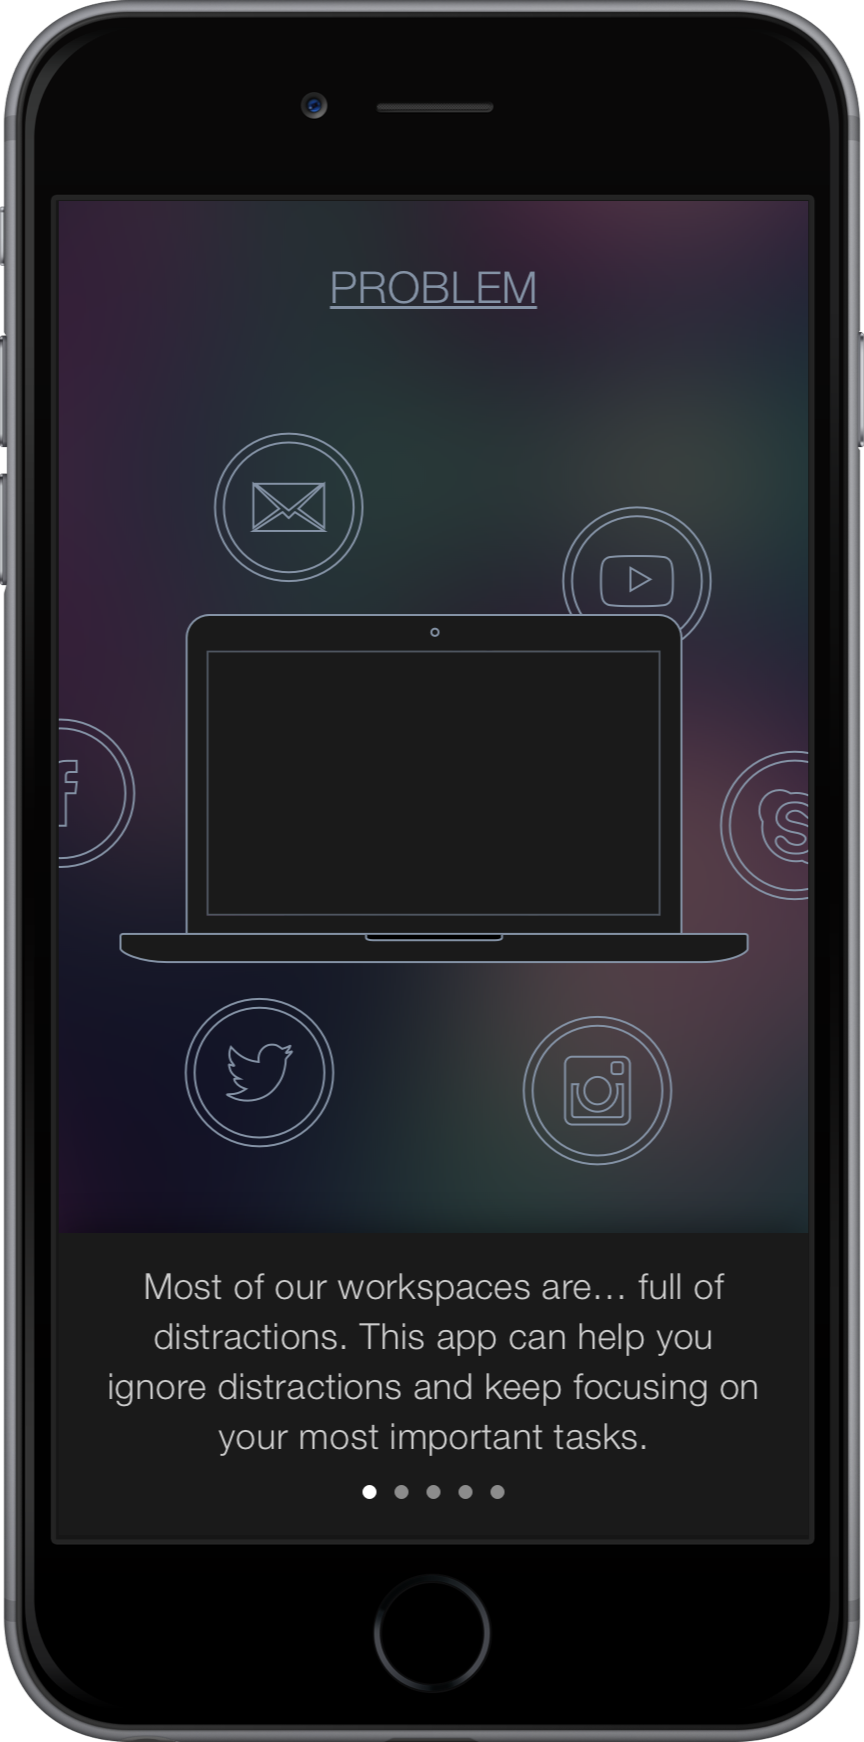 PROBLEM
Most of our workspaces are... full of
distractions. This app can help you
ignore distractions and keep focusing on
your most important tasks.